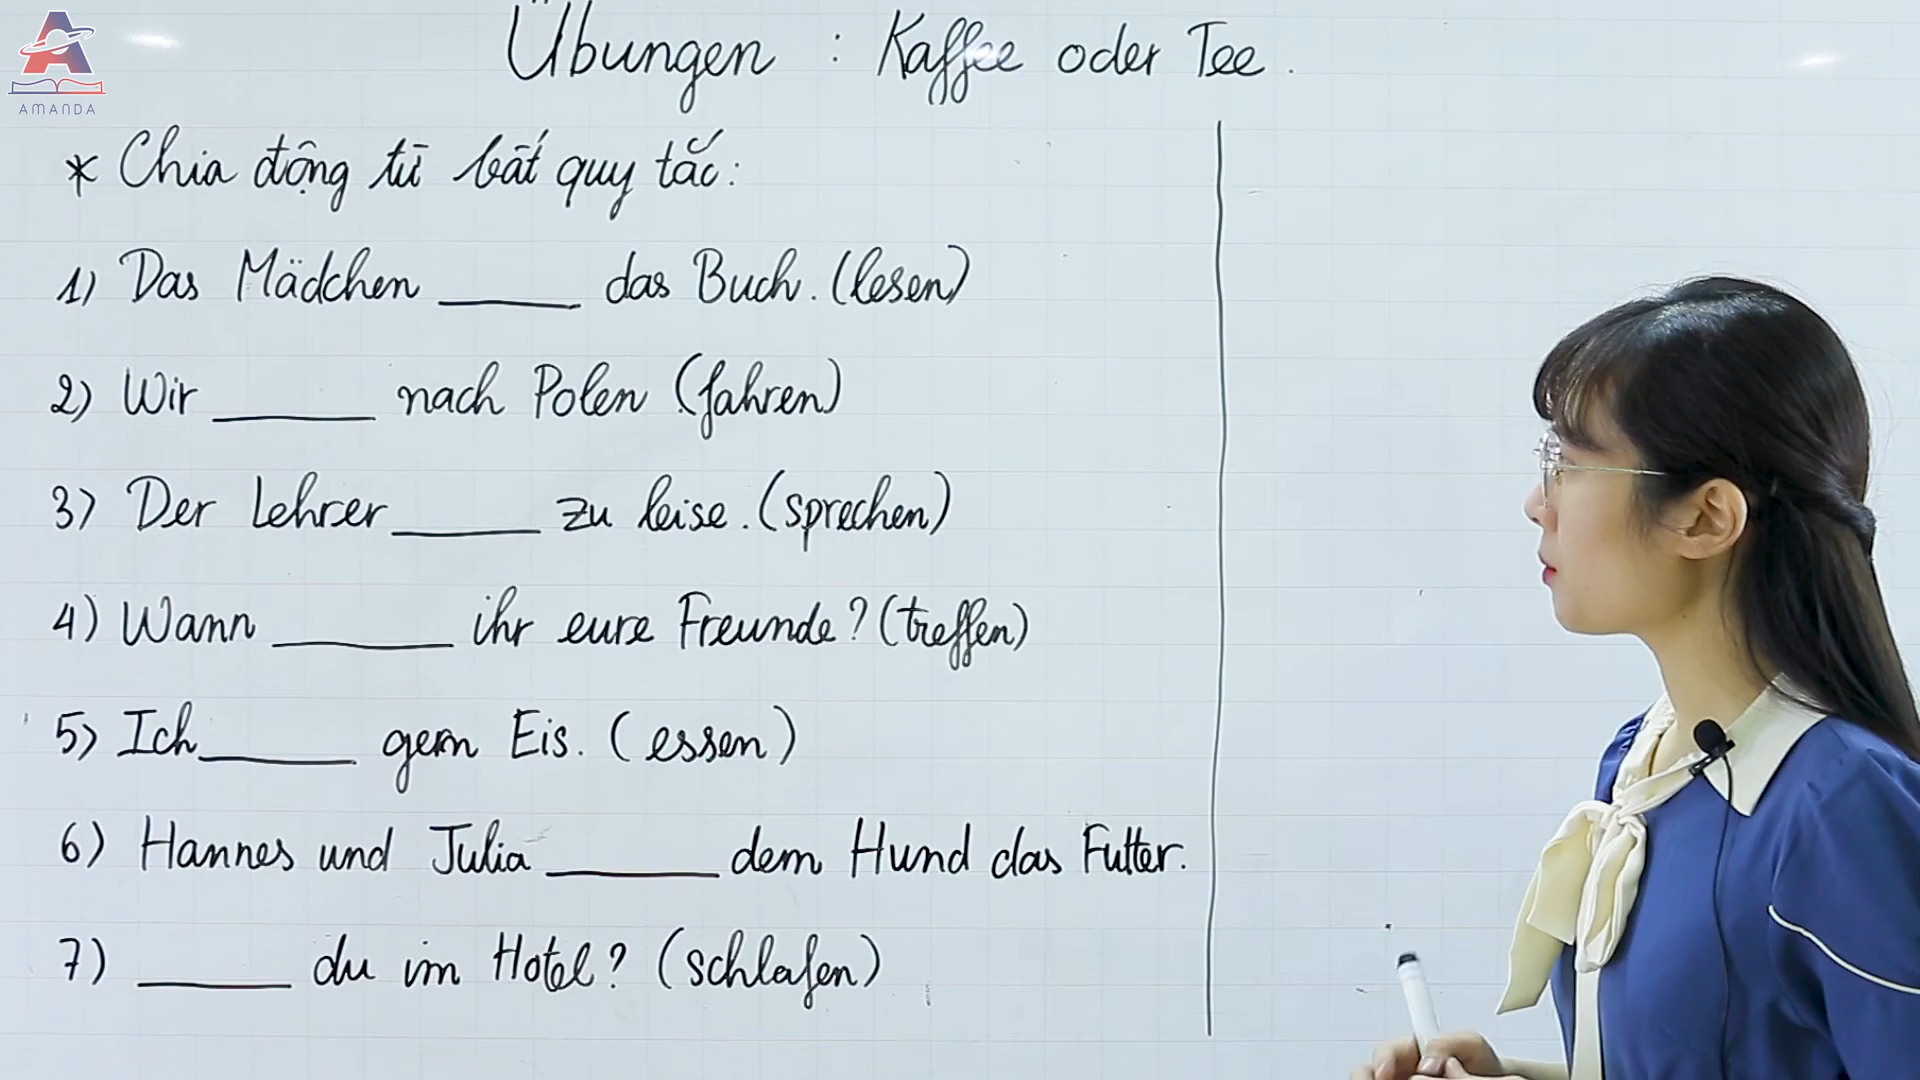 AMANDA
Übungen : Kaffee oder Tee.
* Chia động từ bất quy tắc:
1) Das Mädchen _____ das Buch. (lesen)
2) Wir _____ nach Polen (fahren)
3) Der Lehrer _____ zu leise. (sprechen)
4) Wann _____ ihr eure Freunde? (treffen)
5) Ich _____ gern Eis. (essen)
6) Hannes und Julia _____ dem Hund das Futter.
7) _____ du im Hotel? (schlafen)